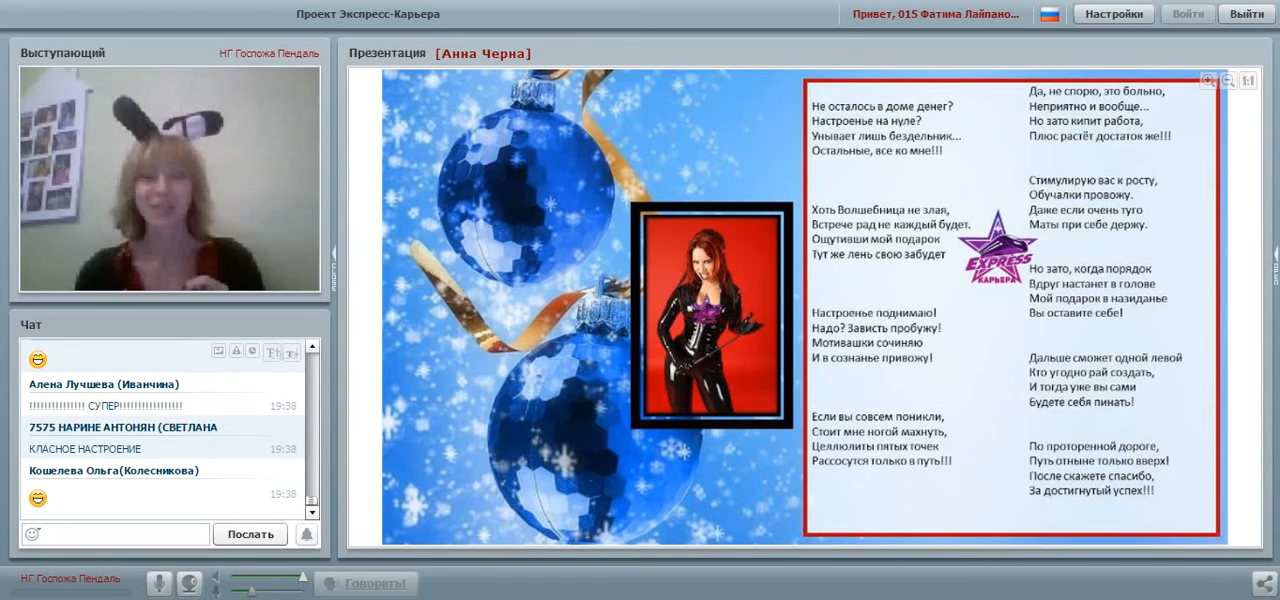 Проект Экспресс-Карьера
Привет, 015 Фатима Лайпано...
Настройки
Войти
Выйти
Выступающий
НГ Госпожа Пендаль
Чат
Алена Лучшева (Иванчина)
!!!!!!!!!!!!!!! СУПЕР!!!!!!!!!!!!!!!!!
19:38
7575 НАРИНЕ АНТОНЯН (СВЕТЛАНА
КЛАСНОЕ НАСТРОЕНИЕ
19:38
Кошелева Ольга(Колесникова)
19:38
Послать
Презентация [Анна Черна]
1:1
Не осталось в доме денег?
Настроенье на нуле?
Унывает лишь бездельник...
Остальные, все ко мне!!!
Хоть Волшебница не злая,
Встрече рад не каждый будет.
Ощутивши мой подарок
Тут же лень свою забудет
Настроенье поднимаю!
Надо? Зависть пробужу!
Мотивашки сочиняю
И в сознанье привожу!
Если вы совсем поникли,
Стоит мне ногой махнуть,
Целлюлиты пятых точек
Рассосутся только в путь!!!
EXPRESS
КАРЬЕРА
Да, не спорю, это больно,
Неприятно и вообще...
Но зато кипит работа,
Плюс растёт достаток же!!!
Стимулирую вас к росту,
Обучалки провожу.
Даже если очень туго
Маты при себе держу.
Но зато, когда порядок
Вдруг настанет в голове
Мой подарок в назиданье
Вы оставите себе!
Дальше сможет одной левой
Кто угодно рай создать,
И тогда уже вы сами
Будете себя пинать!
По проторенной дороге,
Путь отныне только вверх!
После скажете спасибо,
За достигнутый успех!!!
НГ Госпожа Пендаль
Говорить!